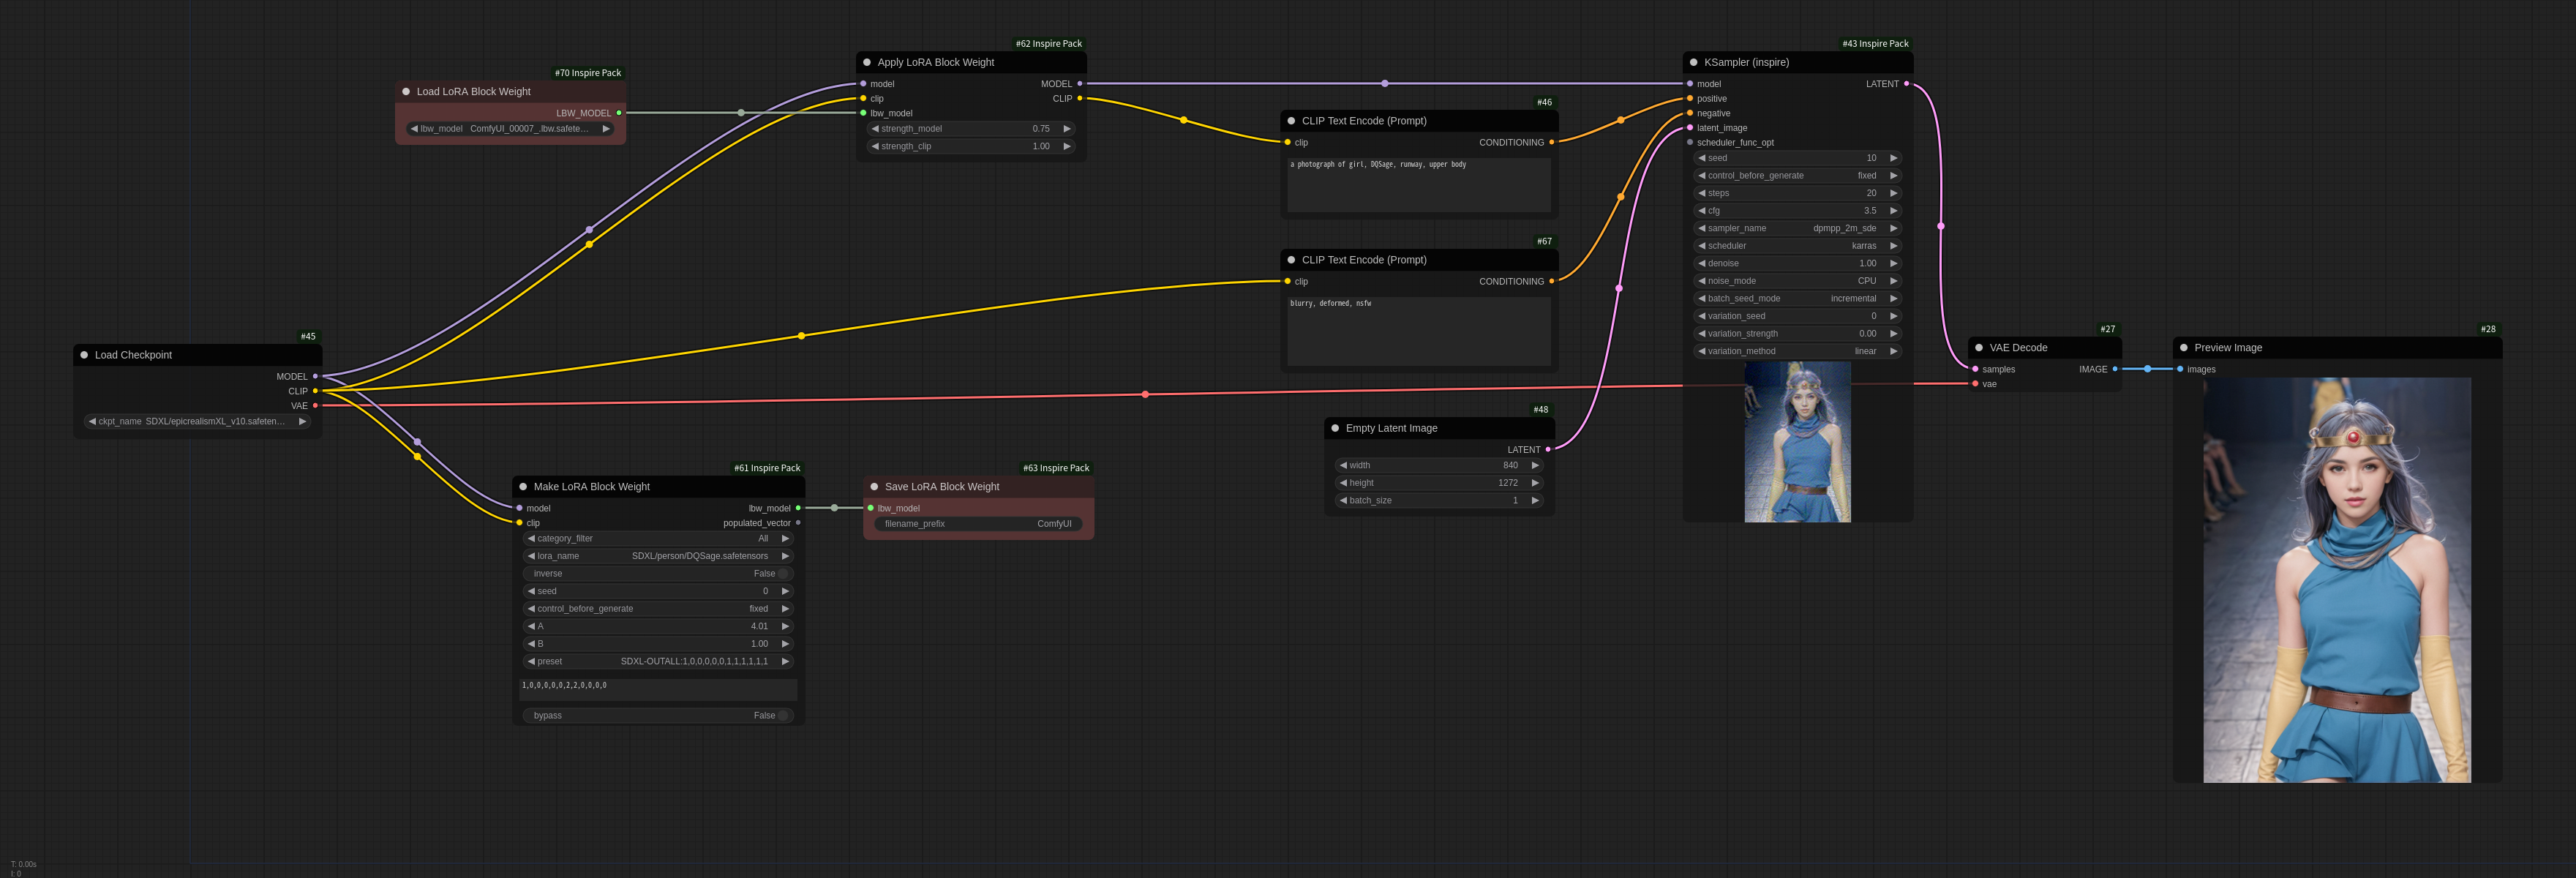 #70 Inspire Pack
Load LoRA Block Weight
LBW_MODEL
lbw_model ComfyUI_00007_.lbw.safete…
#62 Inspire Pack
Apply LoRA Block Weight
model MODEL
clip CLIP
lbw_model
strength_model 0.75
strength_clip 1.00
#46
CLIP Text Encode (Prompt)
clip CONDITIONING
a photograph of girl, DQSage, runway, upper body
#67
CLIP Text Encode (Prompt)
clip CONDITIONING
blurry, deformed, nsfw
#43 Inspire Pack
KSampler (inspire)
model LATENT
positive
negative
latent_image
scheduler_func_opt
seed 10
control_before_generate fixed
steps 20
cfg 3.5
sampler_name dpmpp_2m_sde
scheduler karras
denoise 1.00
noise_mode CPU
batch_seed_mode incremental
variation_seed 0
variation_strength 0.00
variation_method linear
#45
Load Checkpoint
MODEL
CLIP
VAE
ckpt_name SDXL/epicrealismXL_v10.safeten…
#61 Inspire Pack
Make LoRA Block Weight
model lbw_model
clip populated_vector
category_filter All
lora_name SDXL/person/DQSage.safetensors
inverse False
seed 0
control_before_generate fixed
A 4.01
B 1.00
preset SDXL-OUTALL:1,0,0,0,0,0,1,1,1,1,1,1
1,0,0,0,0,0,2,2,0,0,0,0
bypass False
#63 Inspire Pack
Save LoRA Block Weight
lbw_model
filename_prefix ComfyUI
#48
Empty Latent Image
LATENT
width 840
height 1272
batch_size 1
#27
VAE Decode
samples IMAGE
vae
#28
Preview Image
images
T: 0.00s
I: 0